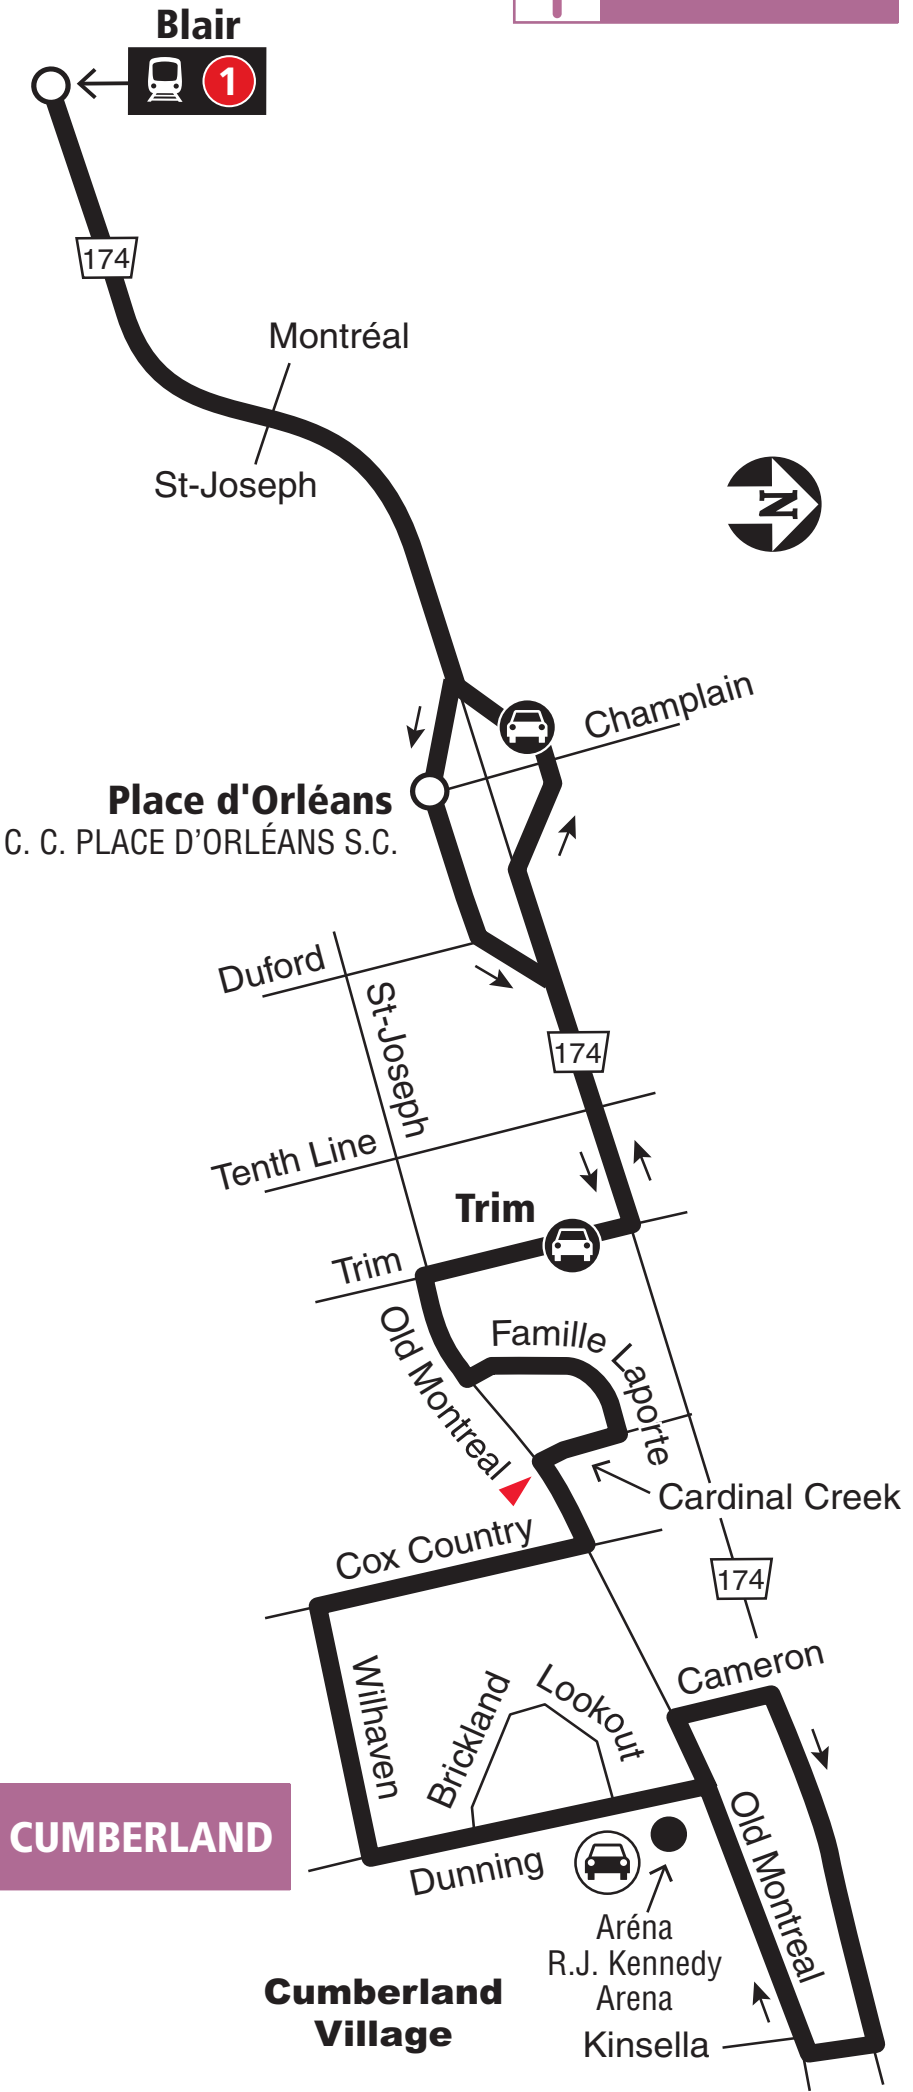 Blair
1
174
Montréal
St-Joseph
N
Champlain
Place d'Orléans
C. C. PLACE D'ORLÉANS S.C.
Duford
St-Joseph
174
Tenth Line
Trim
Trim
Old Montreal
Famille Laporte
Cardinal Creek
Cox Country
174
Cameron
Wilhaven
Brickland
Lookout
CUMBERLAND
Dunning
Old Montreal
Aréna
R.J. Kennedy
Arena
Cumberland
Village
Kinsella